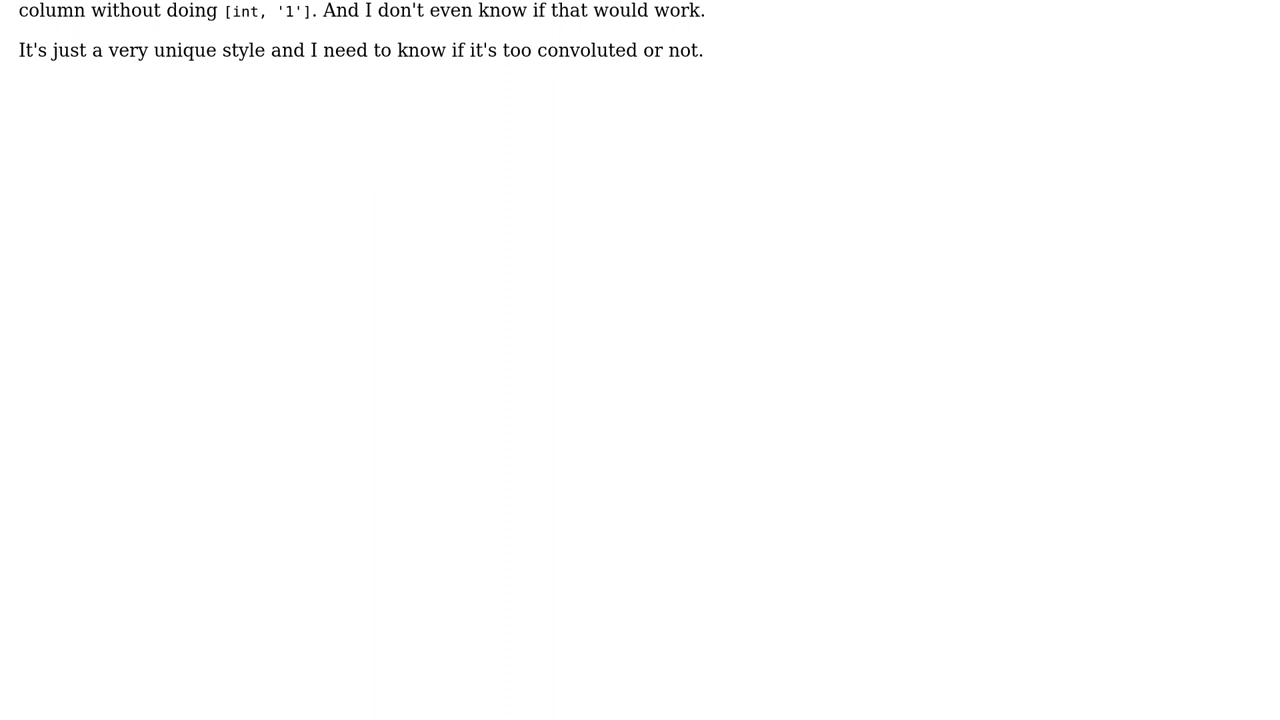 column without doing [int, '1']. And I don't even know if that would work.
It's just a very unique style and I need to know if it's too convoluted or not.